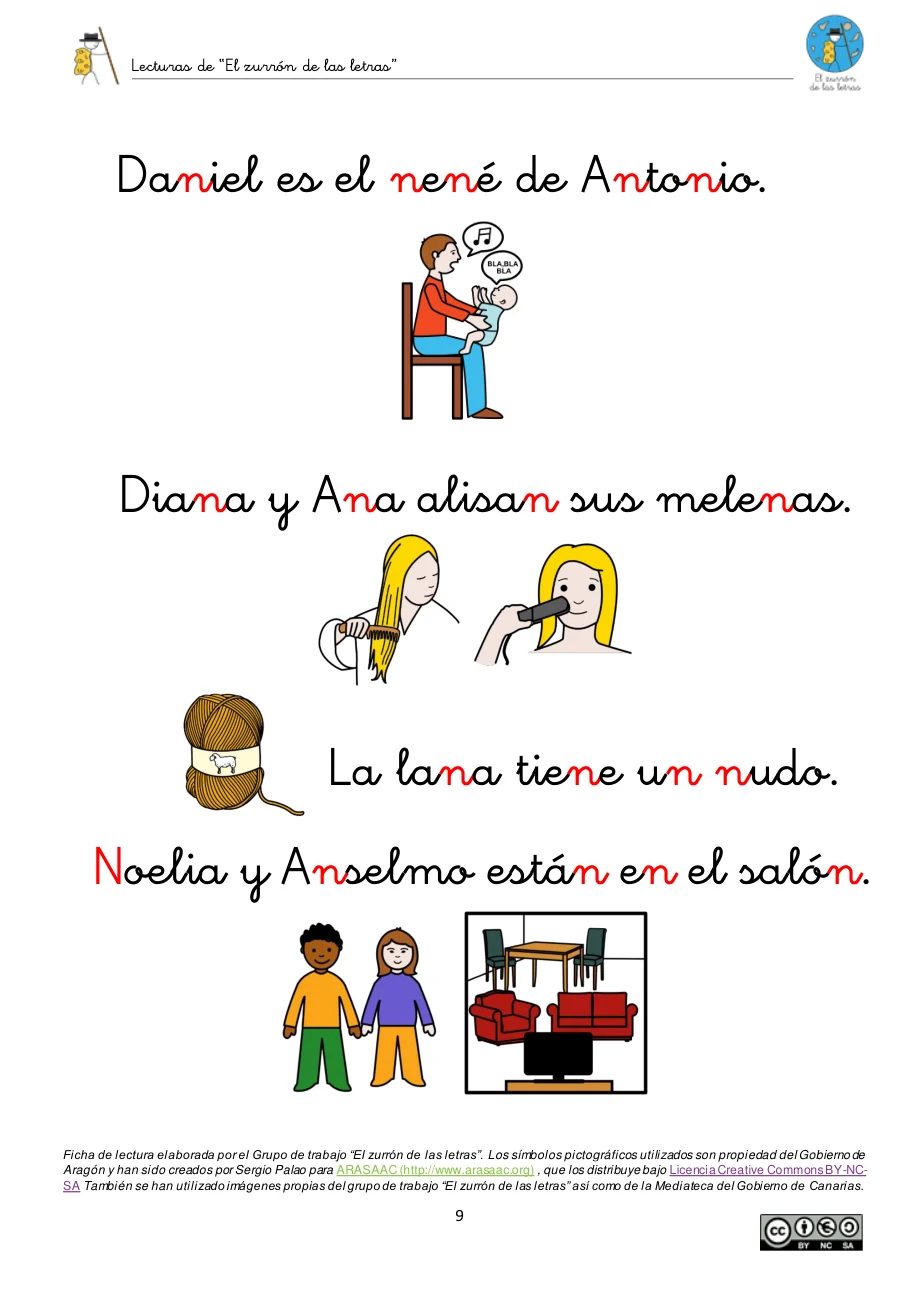 Lecturas de “El zurrón de las letras”
El zurrón
de las letras
Daniel es el nené de Antonio.
BLA,BLA
BLA
Diana y Ana alisan sus melenas.
La lana tiene un nudo.
Noelia y Anselmo están en el salón.
Ficha de lectura elaborada por el Grupo de trabajo “El zurrón de las letras”. Los símbolos pictográficos utilizados son propiedad del Gobierno de
Aragón y han sido creados por Sergio Palao para ARASAAC (http://www.arasaac.org) , que los distribuye bajo Licencia Creative Commons BY-NC-
SA También se han utilizado imágenes propias del grupo de trabajo “El zurrón de las letras” así como de la Mediateca del Gobierno de Canarias.
9
cc
BY NC SA